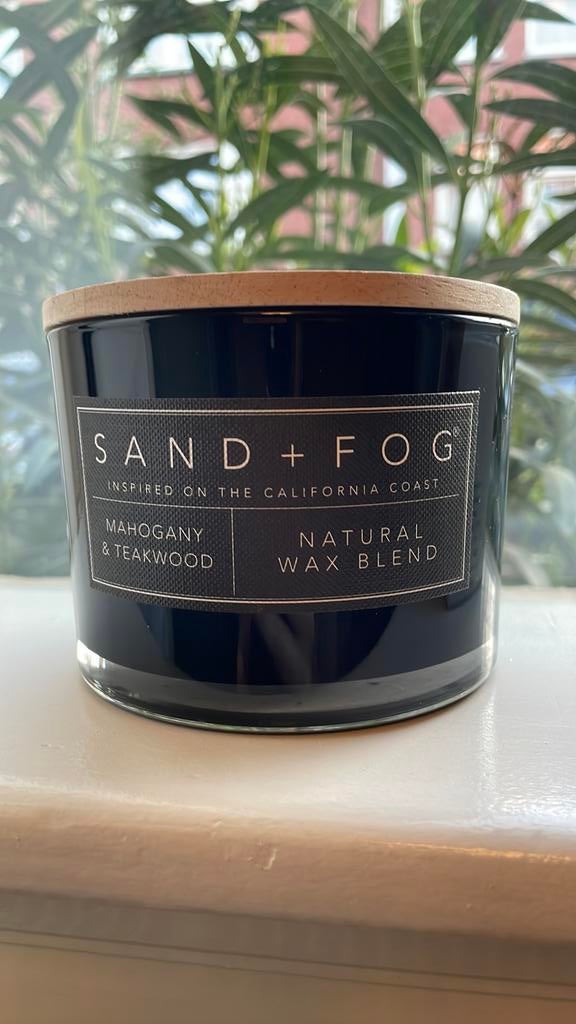 SAND + FOG®
INSPIRED ON THE CALIFORNIA COAST
MAHOGANY
& TEAKWOOD
NATURAL
WAX BLEND